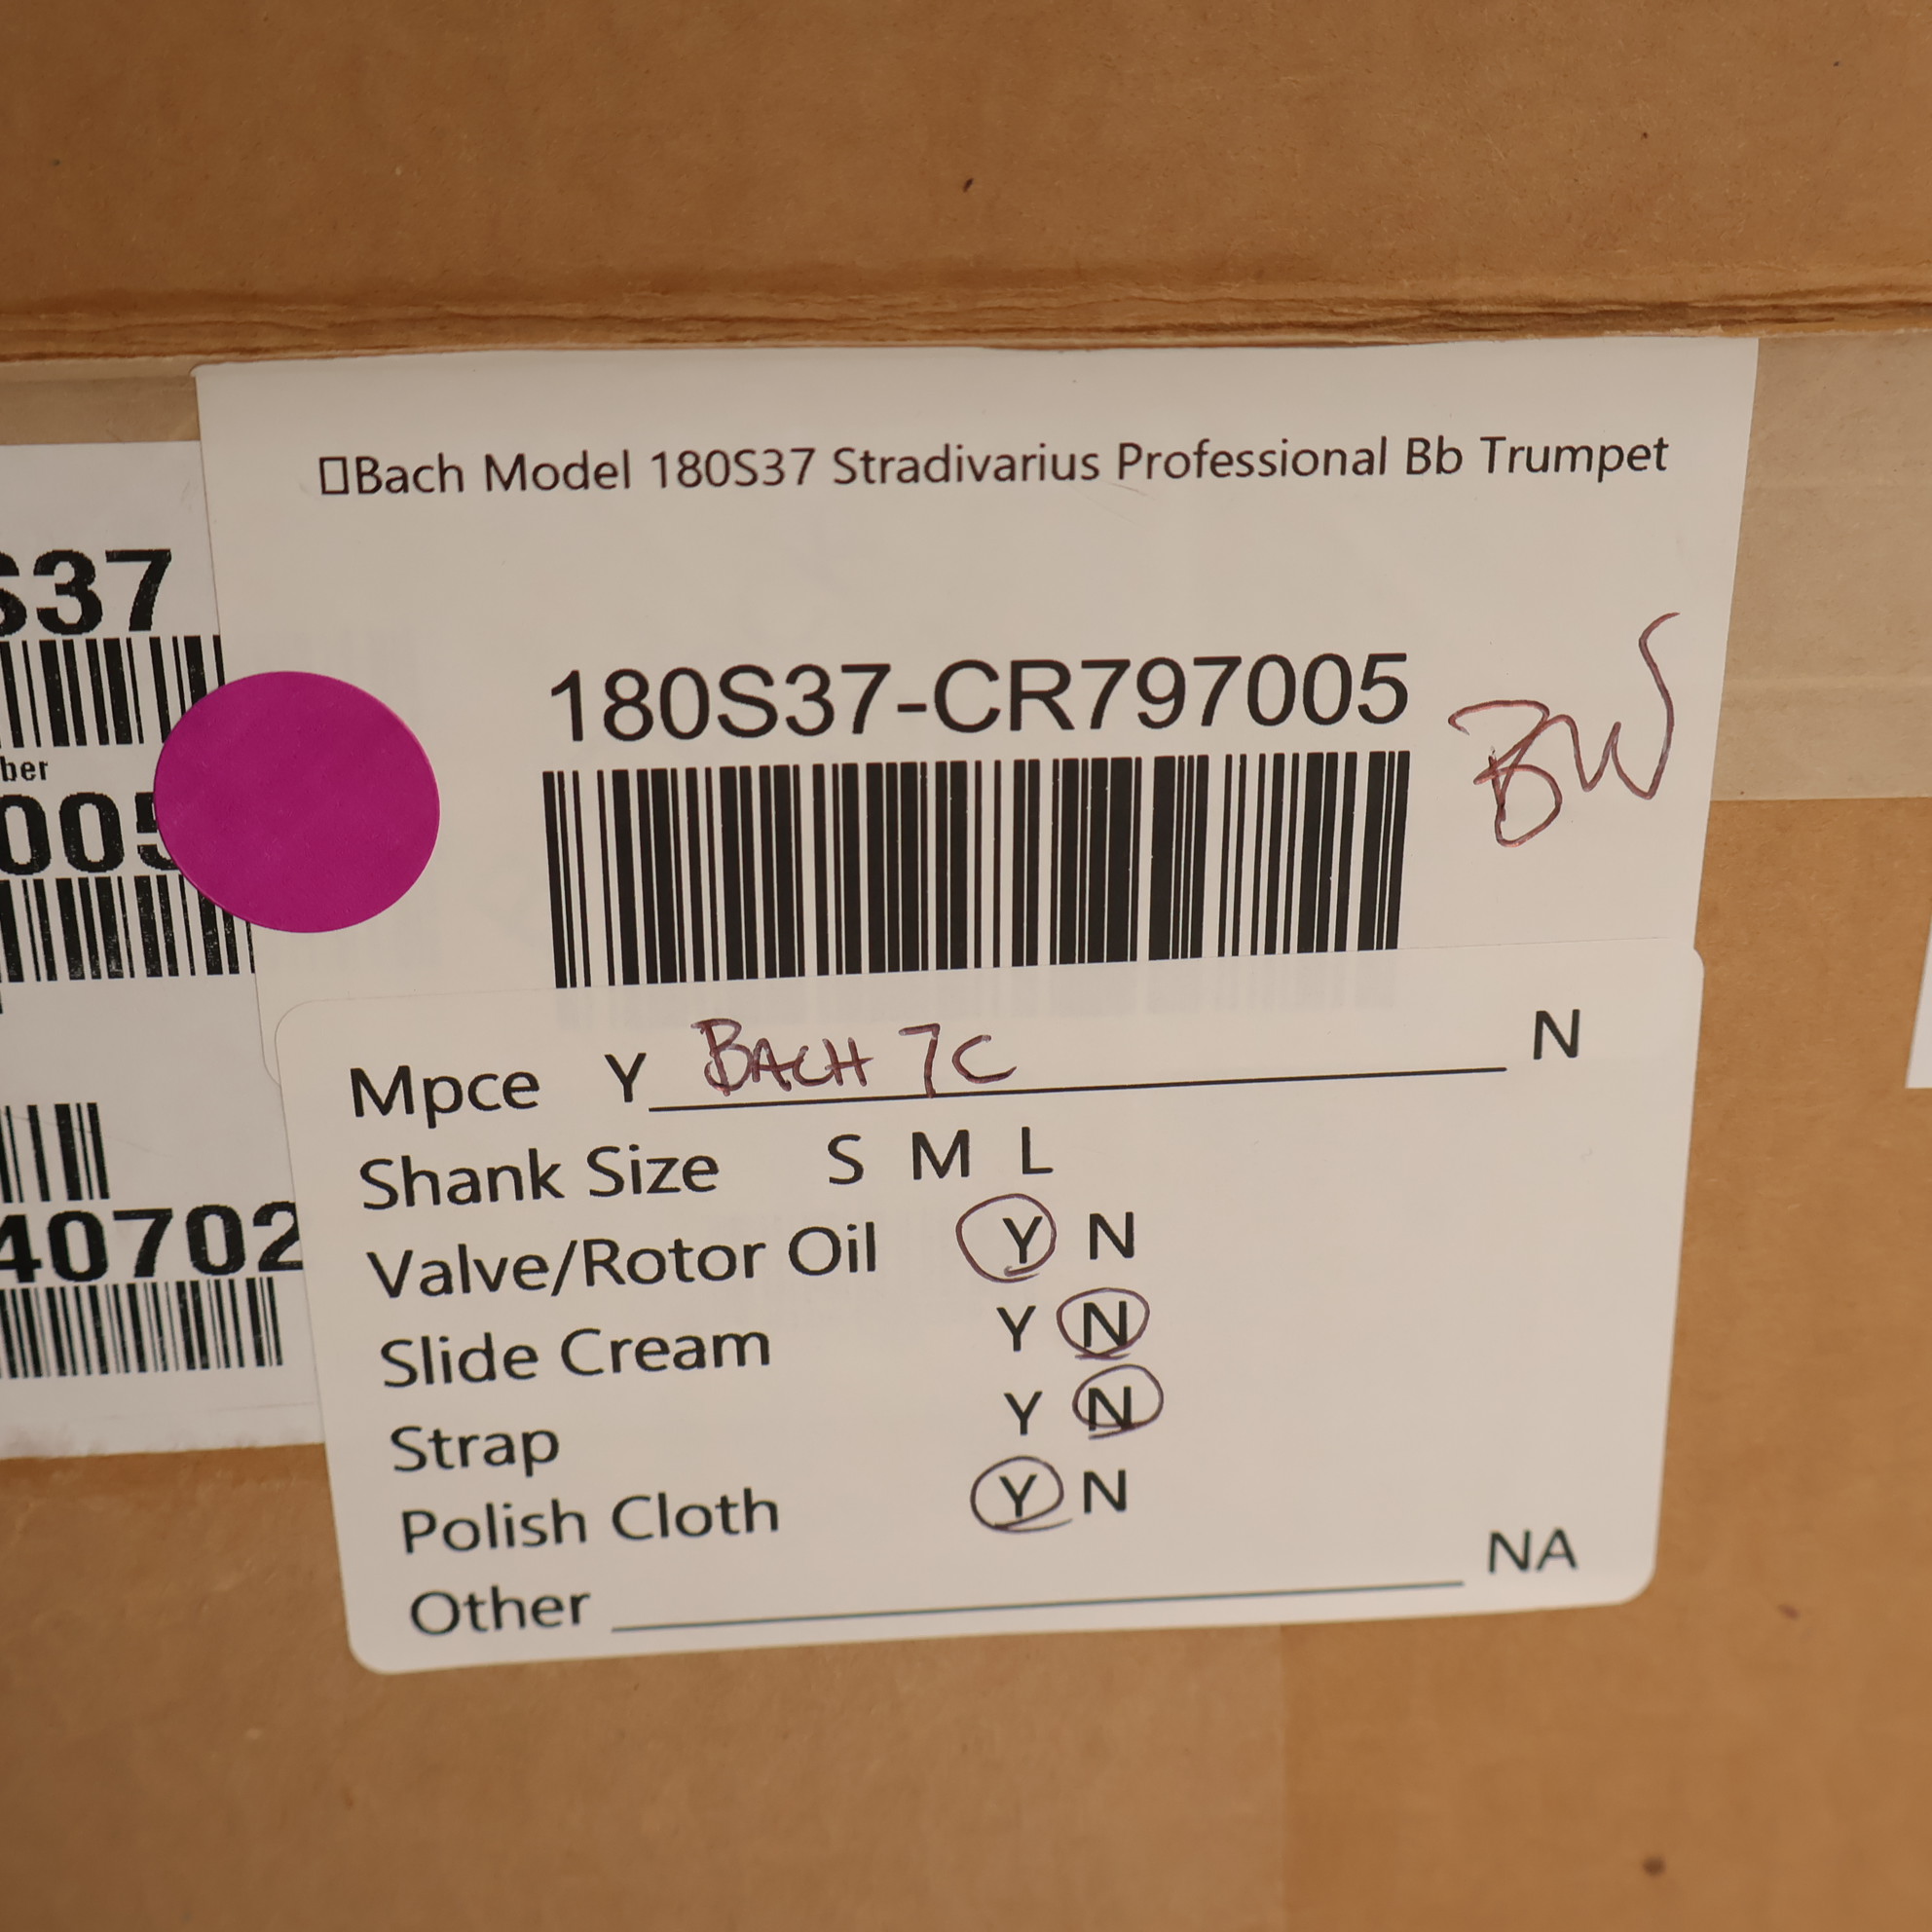 □Bach Model 180S37 Stradivarius Professional Bb Trumpet
S37
180S37-CR797005
BW
ber
005
Mpce Y BACH 7C N
Shank Size S M L
Valve/Rotor Oil Y N
40702
Slide Cream Y N
Strap Y N
Polish Cloth Y N
Other NA